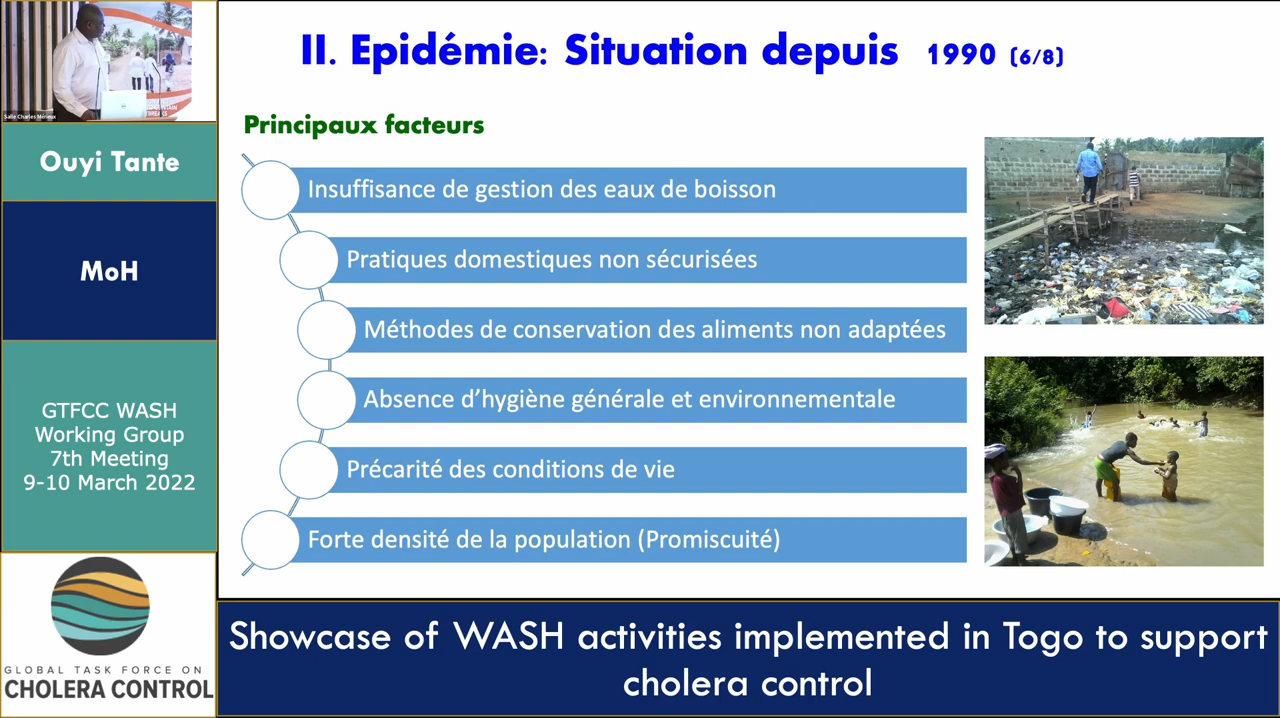 Salle Charles Mérieux
Ouyi Tante
MoH
GTFCC WASH
Working Group
7th Meeting
9-10 March 2022
GLOBAL TASK FORCE ON
CHOLERA CONTROL
II. Epidémie: Situation depuis 1990 (6/8)
Principaux facteurs
Insuffisance de gestion des eaux de boisson
Pratiques domestiques non sécurisées
Méthodes de conservation des aliments non adaptées
Absence d’hygiène générale et environnementale
Précarité des conditions de vie
Forte densité de la population (Promiscuité)
Showcase of WASH activities implemented in Togo to support
cholera control